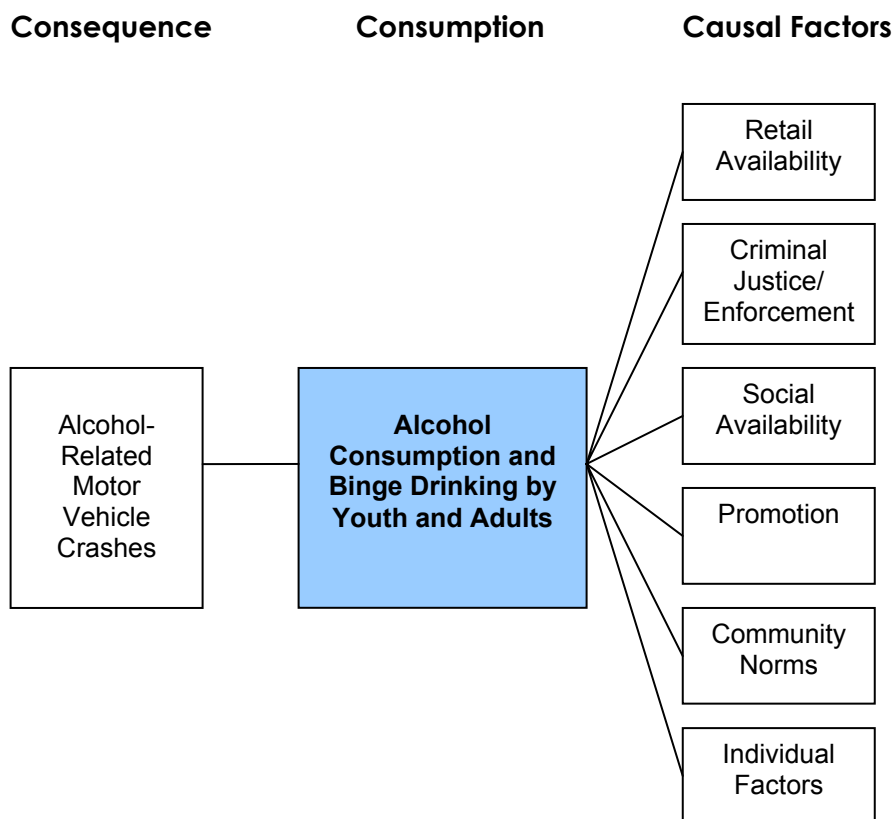 Consequence
Consumption
Causal Factors
Retail
Availability
Criminal
Justice/
Enforcement
Alcohol-
Related
Motor
Vehicle
Crashes
Alcohol
Consumption and
Binge Drinking by
Youth and Adults
Social
Availability
Promotion
Community
Norms
Individual
Factors